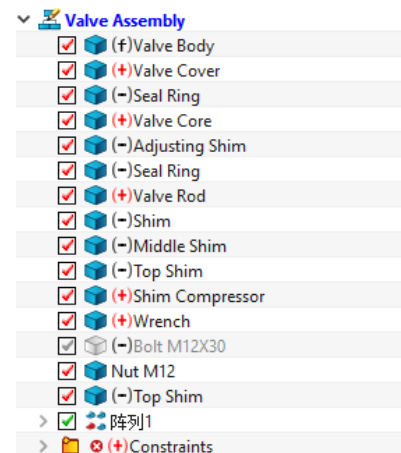 Valve Assembly
(f)Valve Body
(+)Valve Cover
(-)Seal Ring
(+)Valve Core
(-)Adjusting Shim
(-)Seal Ring
(+)Valve Rod
(-)Shim
(-)Middle Shim
(-)Top Shim
(+)Shim Compressor
(+)Wrench
(-)Bolt M12X30
Nut M12
(-)Top Shim
阵列1
(+)Constraints